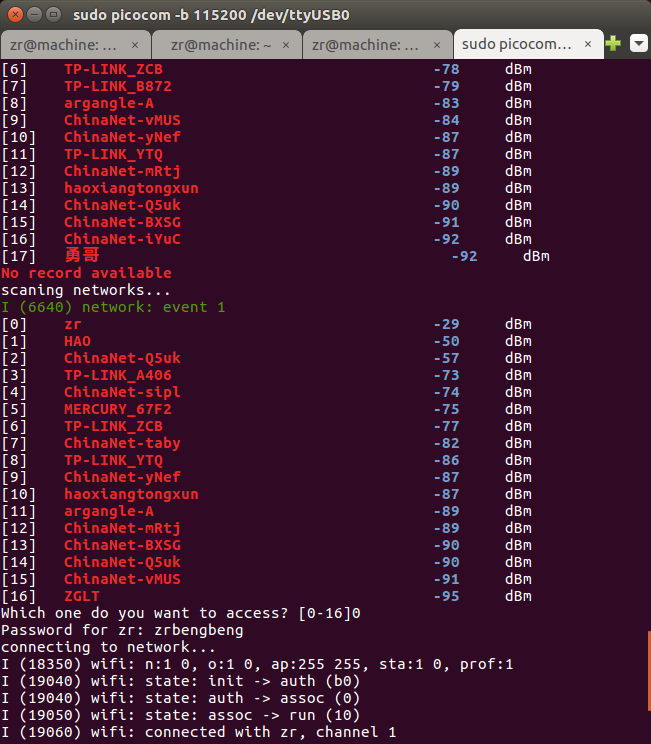 sudo picocom -b 115200 /dev/ttyUSB0
zr@machine: ... × zr@machine: ~ × zr@machine: ... × sudo picocom... ×
[6] TP-LINK_ZCB -78 dBm
[7] TP-LINK_B872 -79 dBm
[8] argangle-A -83 dBm
[9] ChinaNet-vMUS -84 dBm
[10] ChinaNet-yNef -87 dBm
[11] TP-LINK_YTQ -87 dBm
[12] ChinaNet-mRtj -89 dBm
[13] haoxiangtongxun -89 dBm
[14] ChinaNet-Q5uk -90 dBm
[15] ChinaNet-BXSG -91 dBm
[16] ChinaNet-iYuC -92 dBm
[17] 勇哥 -92 dBm
No record available
scaning networks...
I (6640) network: event 1
[0] zr -29 dBm
[1] HAO -50 dBm
[2] ChinaNet-Q5uk -57 dBm
[3] TP-LINK_A406 -73 dBm
[4] ChinaNet-sipl -74 dBm
[5] MERCURY_67F2 -75 dBm
[6] TP-LINK_ZCB -77 dBm
[7] ChinaNet-taby -82 dBm
[8] TP-LINK_YTQ -86 dBm
[9] ChinaNet-yNef -87 dBm
[10] haoxiangtongxun -87 dBm
[11] argangle-A -89 dBm
[12] ChinaNet-mRtj -89 dBm
[13] ChinaNet-BXSG -90 dBm
[14] ChinaNet-Q5uk -90 dBm
[15] ChinaNet-vMUS -91 dBm
[16] ZGLT -95 dBm
Which one do you want to access? [0-16]0
Password for zr: zrbengbeng
connecting to network...
I (18350) wifi: n:1 0, o:1 0, ap:255 255, sta:1 0, prof:1
I (19040) wifi: state: init -> auth (b0)
I (19040) wifi: state: auth -> assoc (0)
I (19050) wifi: state: assoc -> run (10)
I (19060) wifi: connected with zr, channel 1